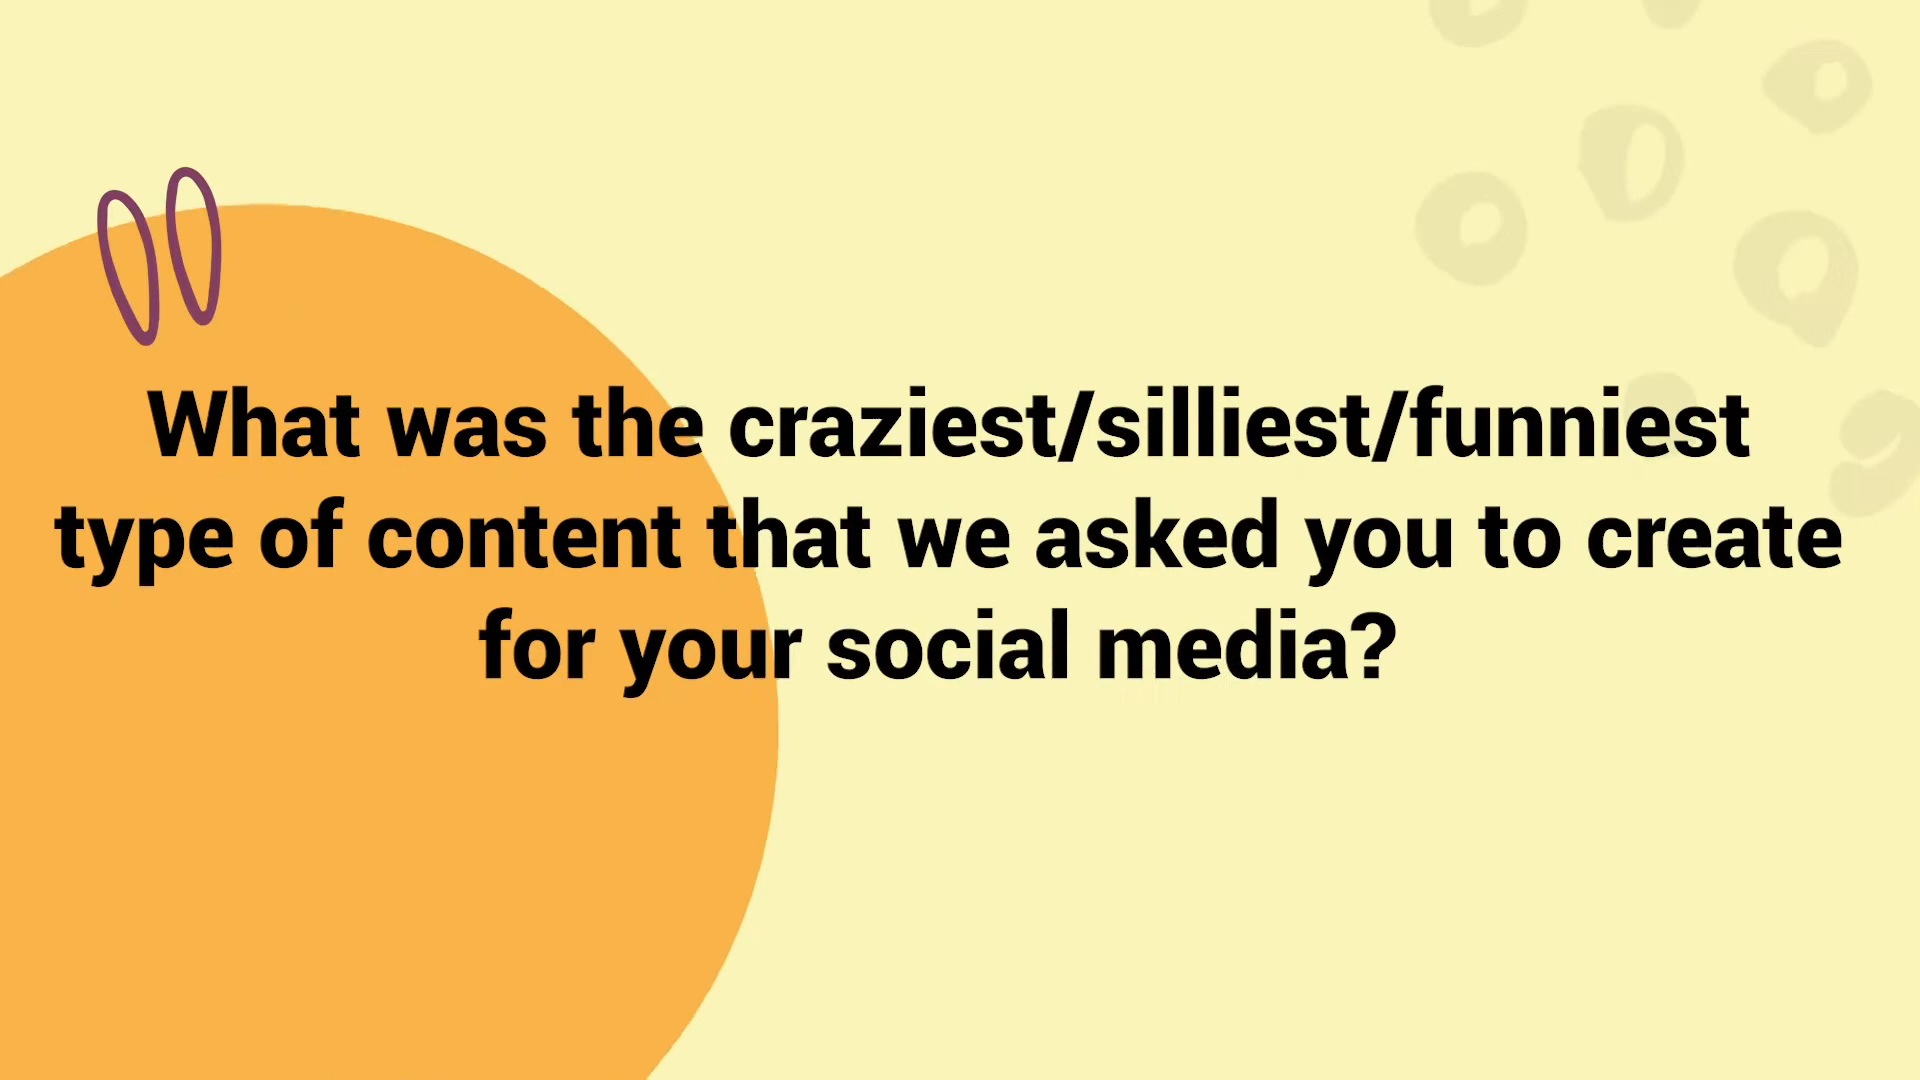 What was the craziest/silliest/funniest
type of content that we asked you to create
for your social media?